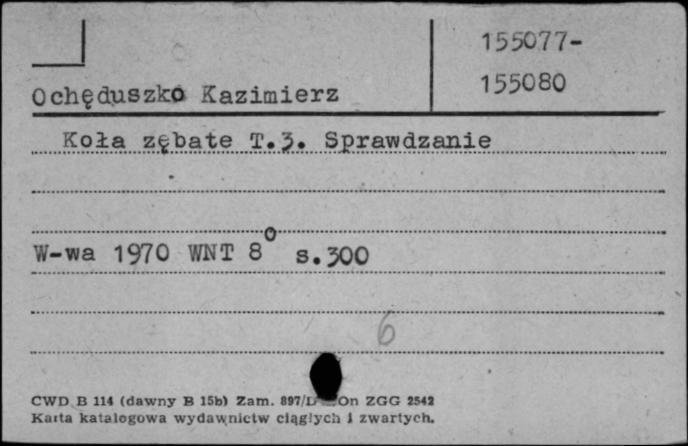 155077-
155080
Ochęduszko Kazimierz
Koła zębate T.3. Sprawdzanie
W-wa 1970 WNT 8° s.300
6
CWD B 114 (dawny B 15b) Zam. 897/D On ZGG 2542
Karta katalogowa wydawnictw ciągłych i zwartych.